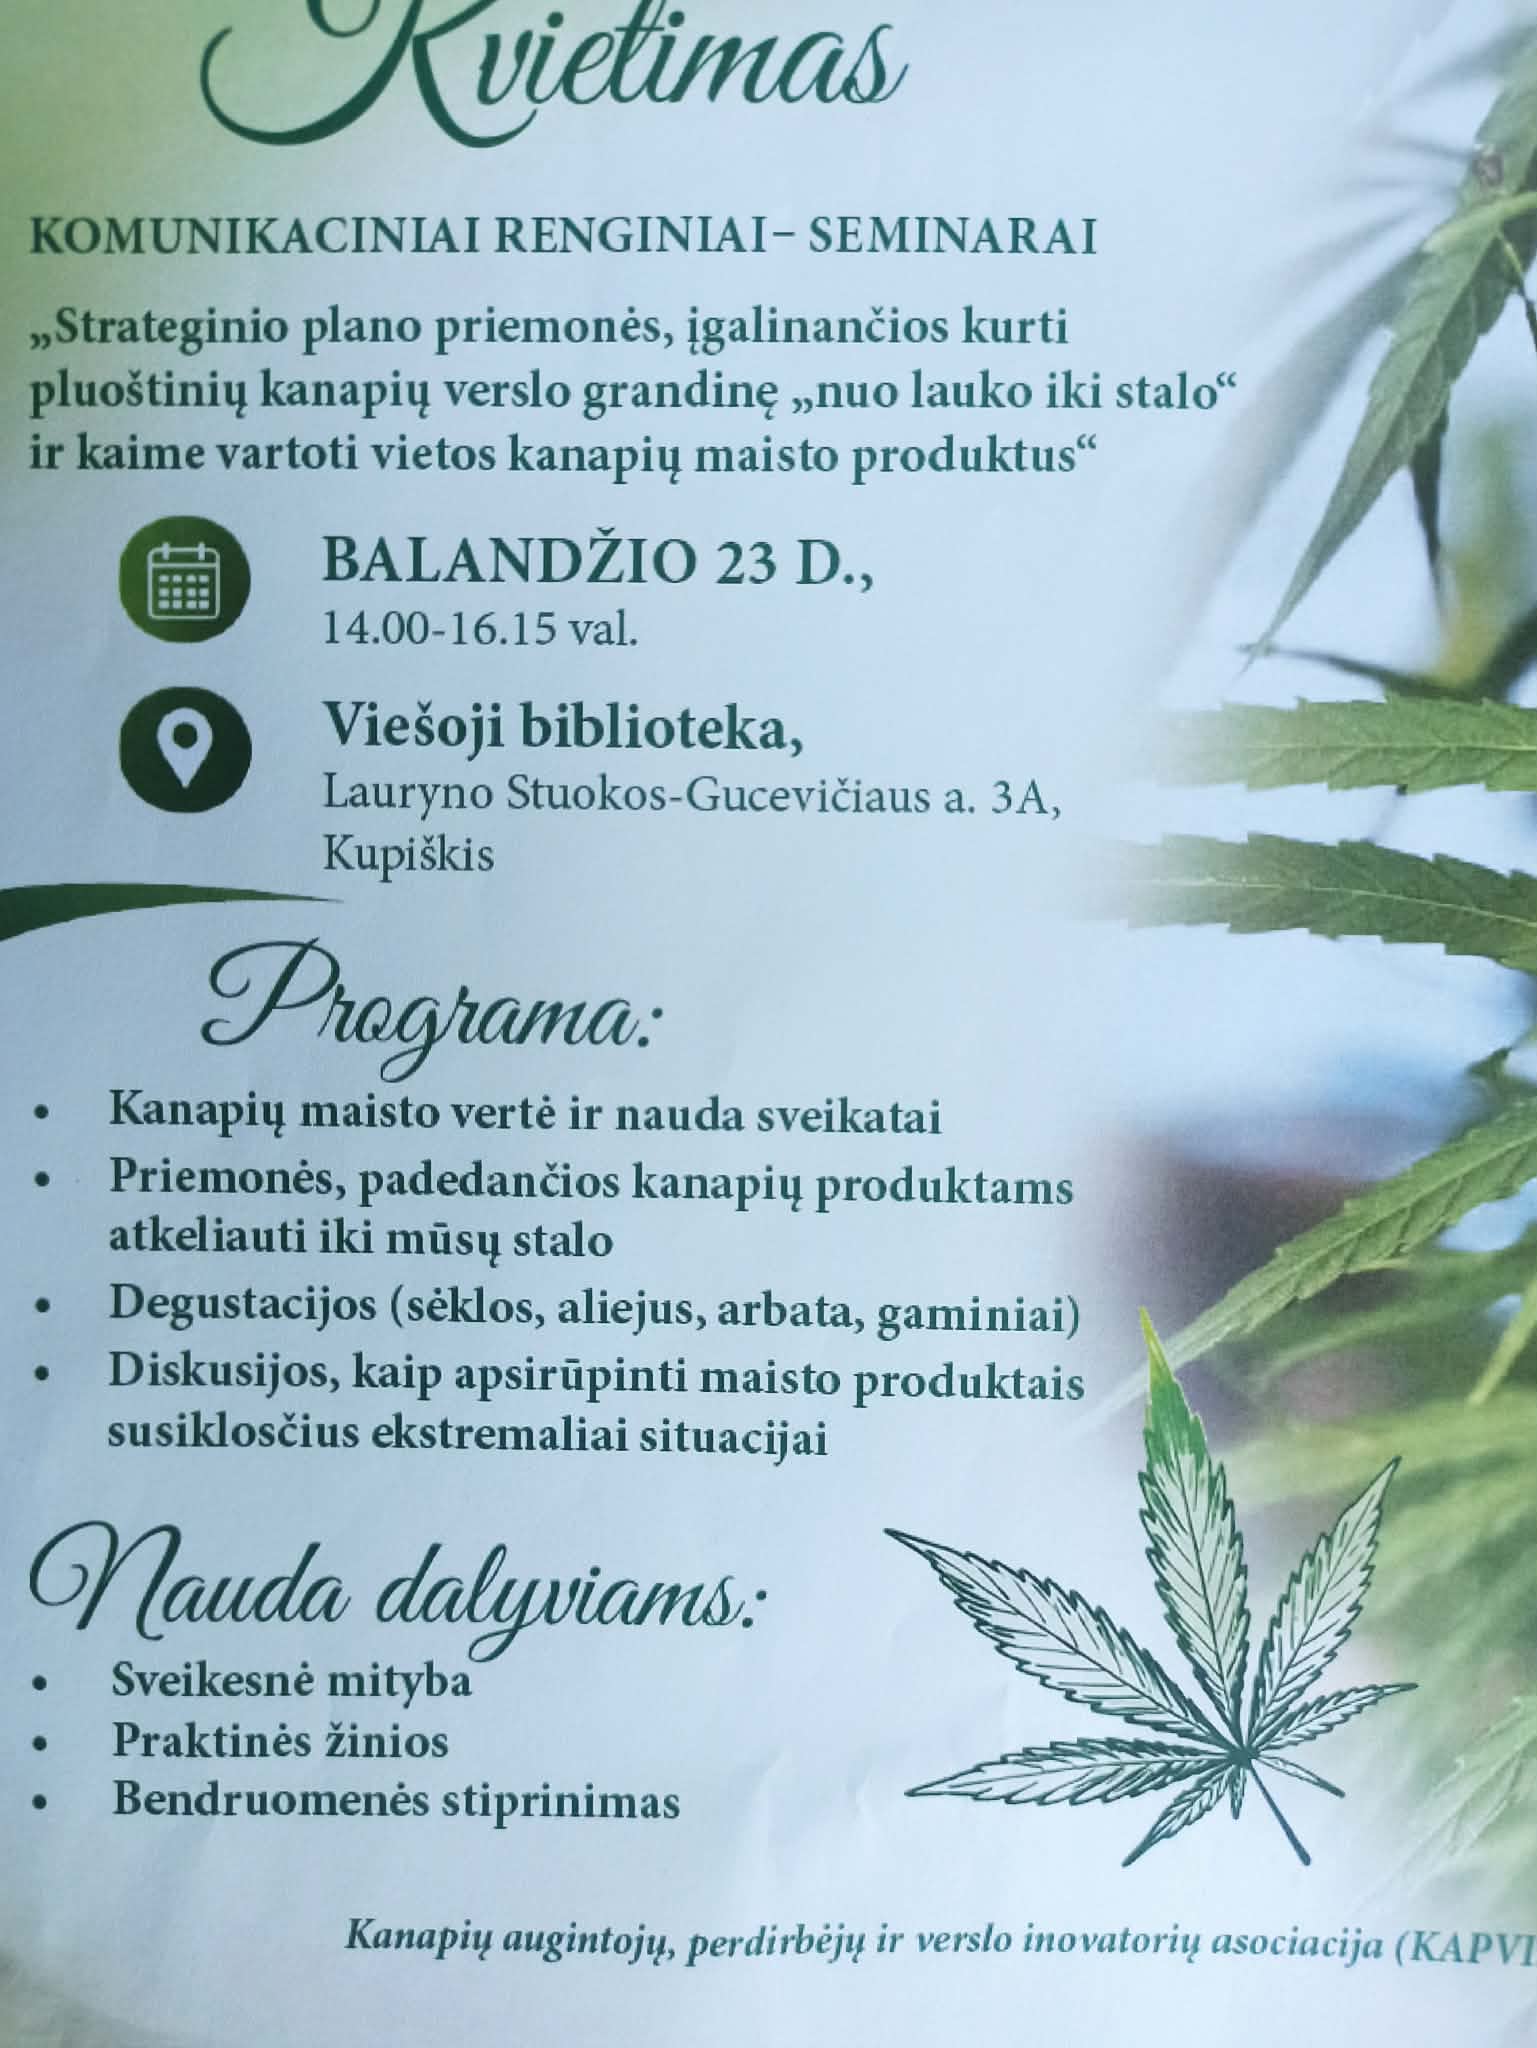 Kvietimas
KOMUNIKACINIAI RENGINIAI– SEMINARAI
„Strateginio plano priemonės, įgalinančios kurti
pluoštinių kanapių verslo grandinę „nuo lauko iki stalo“
ir kaime vartoti vietos kanapių maisto produktus“
BALANDŽIO 23 D.,
14.00-16.15 val.
Viešoji biblioteka,
Lauryno Stuokos-Gucevičiaus a. 3A,
Kupiškis
Programa:
• Kanapių maisto vertė ir nauda sveikatai
• Priemonės, padedančios kanapių produktams
atkeliauti iki mūsų stalo
• Degustacijos (sėklos, aliejus, arbata, gaminiai)
• Diskusijos, kaip apsirūpinti maisto produktais
susiklosčius ekstremaliai situacijai
Nauda dalyviams:
• Sveikesnė mityba
• Praktinės žinios
• Bendruomenės stiprinimas
Kanapių augintojų, perdirbėjų ir verslo inovatorių asociacija (KAPVI